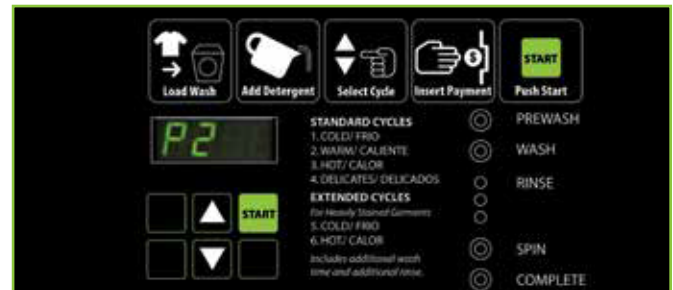 START
Load Wash
Add Detergent
Select Cycle
Insert Payment
Push Start
P2
STANDARD CYCLES
1. COLD/ FRIO
2. WARM/ CALIENTE
3. HOT/ CALOR
4. DELICATES/ DELICADOS
EXTENDED CYCLES
For Heavily Stained Garments
5. COLD/ FRIO
6. HOT/ CALOR
Includes additional wash
time and additional rinse.
START
PREWASH
WASH
RINSE
SPIN
COMPLETE